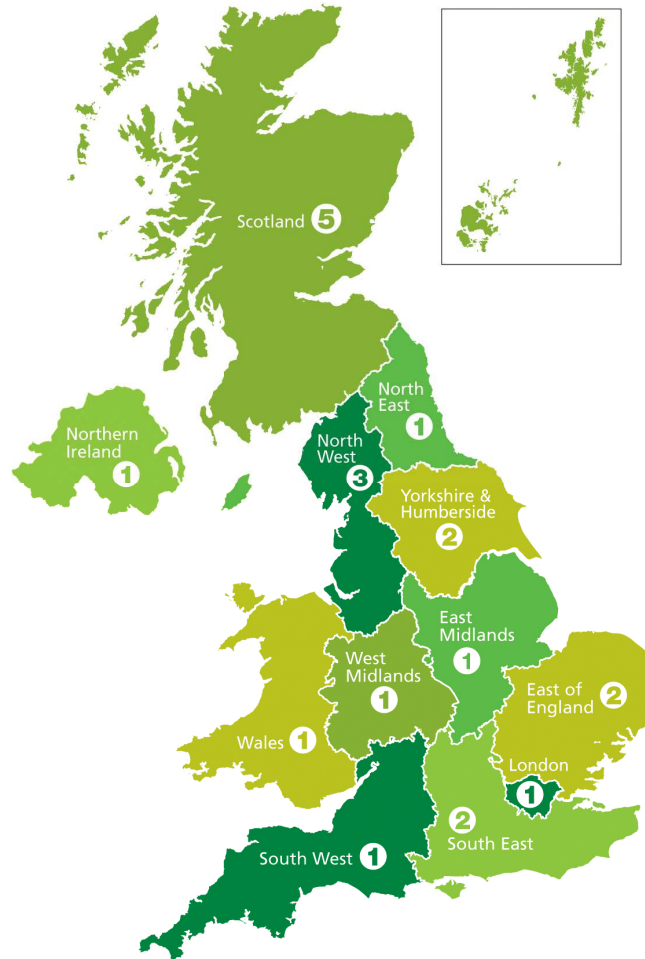 Scotland 5
North
East
1
Northern
Ireland
1
North
West
3
Yorkshire &
Humberside
2
East
Midlands
1
West
Midlands
1
East of
England
2
Wales 1
London
1
2
South East
South West 1